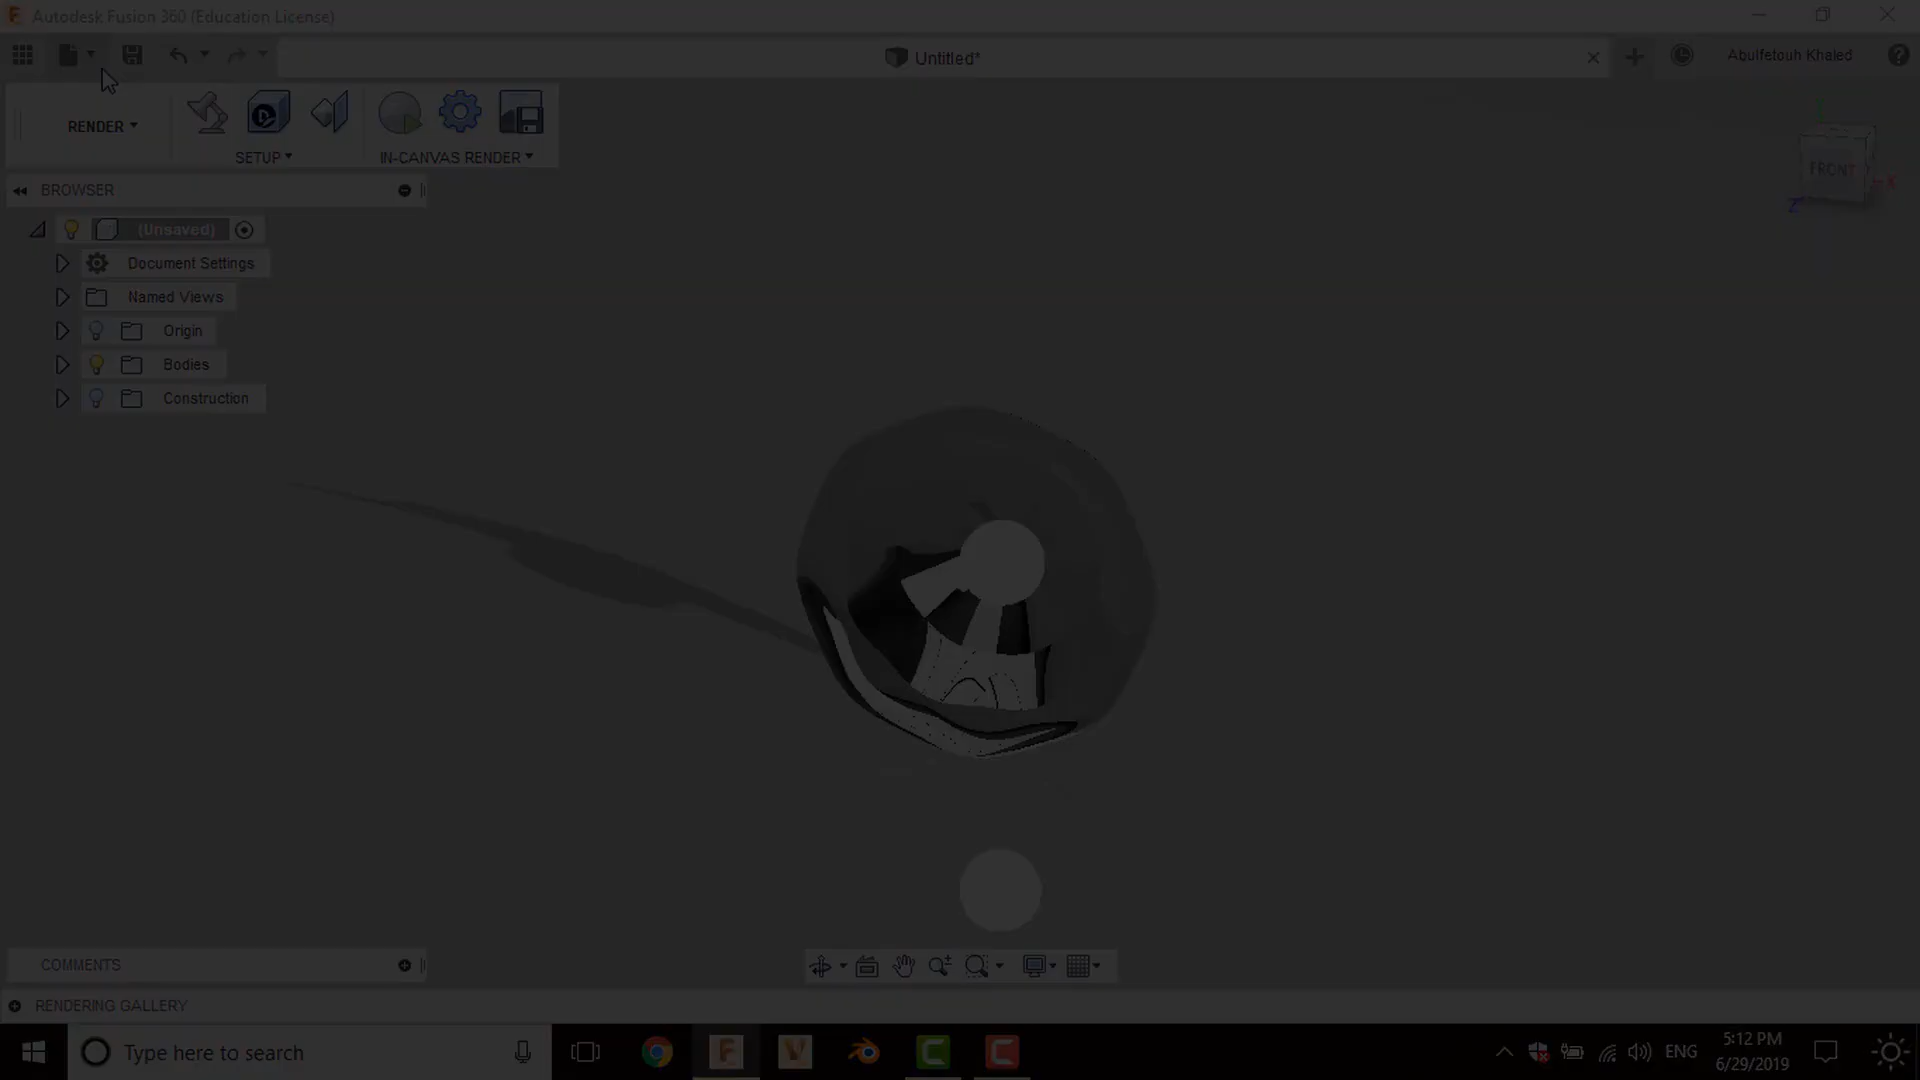 Autodesk Fusion 360 (Education License)
Untitled*
Abulfetouh Khaled
RENDER
SETUP
IN-CANVAS RENDER
FRONT
X
Z
BROWSER
(Unsaved)
Document Settings
Named Views
Origin
Bodies
Construction
COMMENTS
RENDERING GALLERY
Type here to search
ENG
5:12 PM
6/29/2019